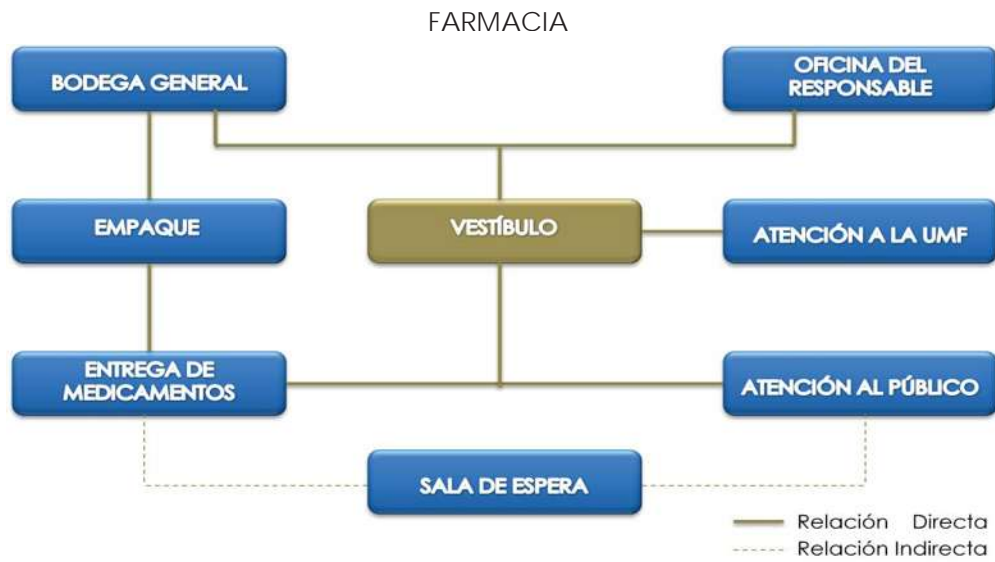 FARMACIA
BODEGA GENERAL
OFICINA DEL
RESPONSABLE
EMPAQUE
VESTÍBULO
ATENCIÓN A LA UMF
ENTREGA DE
MEDICAMENTOS
ATENCIÓN AL PÚBLICO
SALA DE ESPERA
Relación Directa
Relación Indirecta